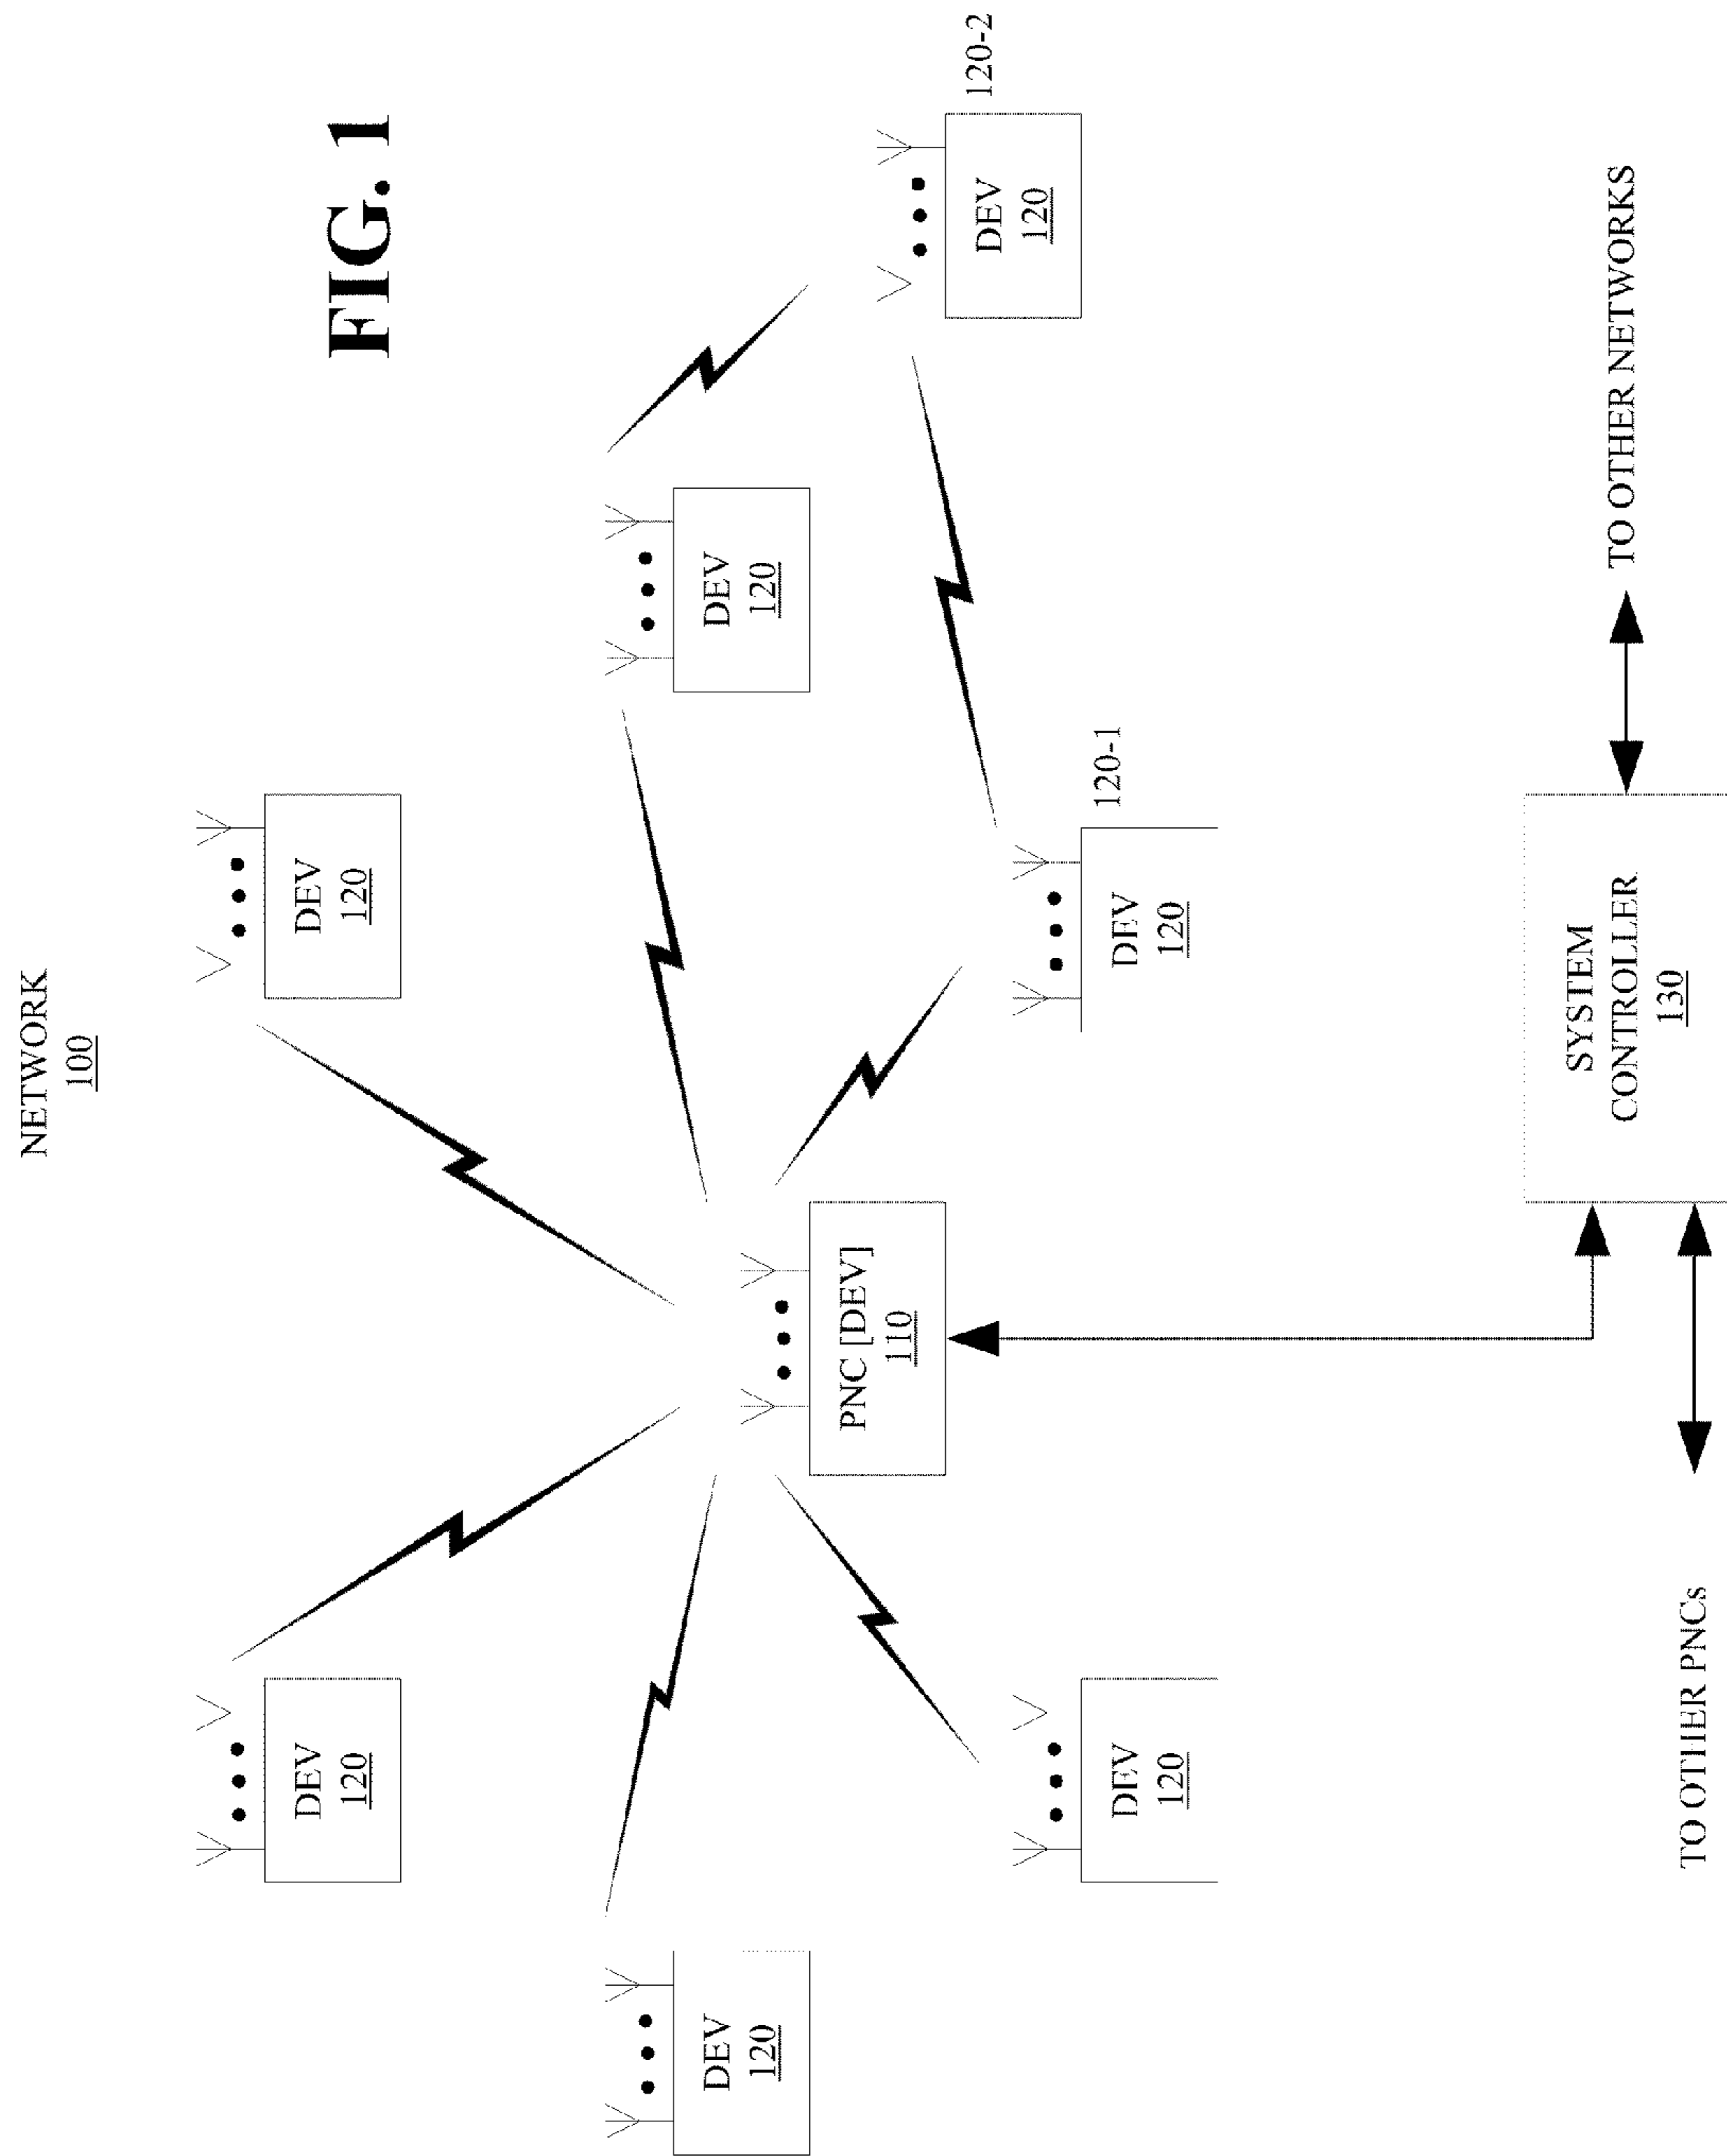 NETWORK
100
FIG. 1
DEV
120
DEV
120
DEV
120
DEV
120
PNC [DEV]
110
DEV
120
120-2
DEV
120
DEV
120
120-1
SYSTEM
CONTROLLER
130
TO OTHER PNCs
TO OTHER NETWORKS